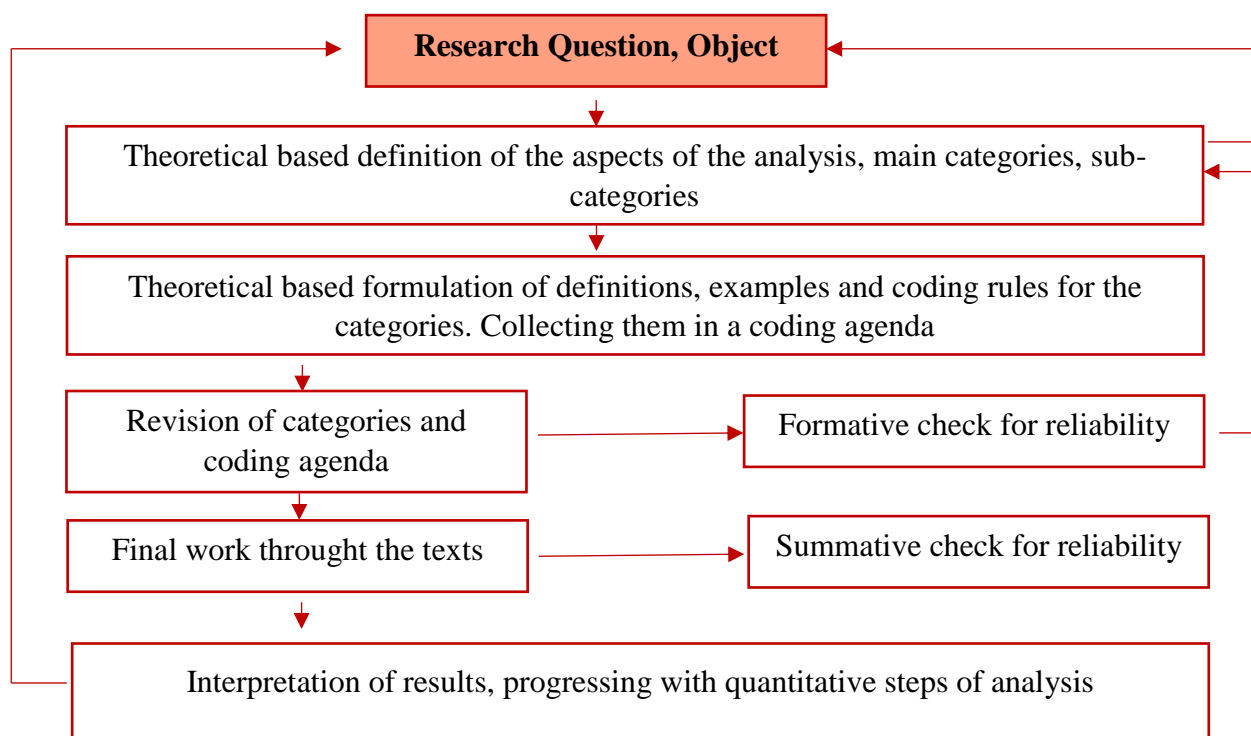 Research Question, Object
Theoretical based definition of the aspects of the analysis, main categories, sub-
categories
Theoretical based formulation of definitions, examples and coding rules for the
categories. Collecting them in a coding agenda
Revision of categories and
coding agenda
Formative check for reliability
Final work throught the texts
Summative check for reliability
Interpretation of results, progressing with quantitative steps of analysis